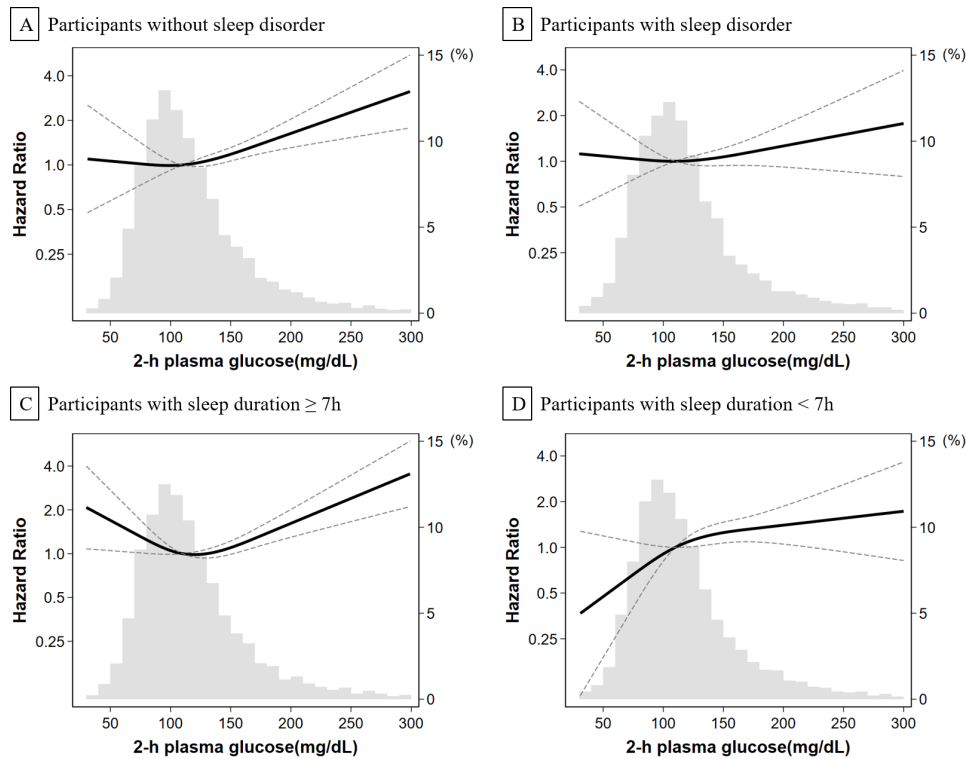 A Participants without sleep disorder
15 (%)
4.0
2.0
10
1.0
0.5
5
0.25
0
Hazard Ratio
50 100 150 200 250 300
2-h plasma glucose(mg/dL)
B Participants with sleep disorder
15 (%)
4.0
2.0
10
1.0
0.5
5
0.25
0
Hazard Ratio
50 100 150 200 250 300
2-h plasma glucose(mg/dL)
C Participants with sleep duration ≥ 7h
15 (%)
4.0
2.0
10
1.0
0.5
5
0.25
0
Hazard Ratio
50 100 150 200 250 300
2-h plasma glucose(mg/dL)
D Participants with sleep duration < 7h
15 (%)
4.0
2.0
10
1.0
0.5
5
0.25
0
Hazard Ratio
50 100 150 200 250 300
2-h plasma glucose(mg/dL)